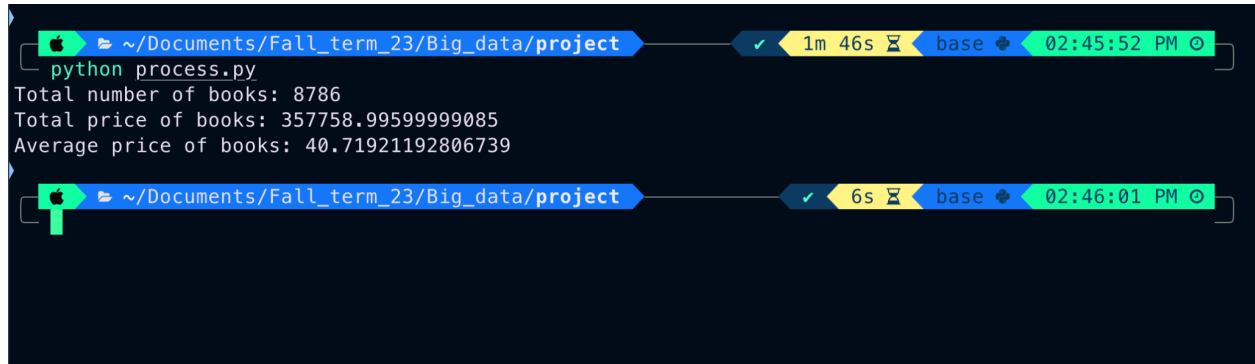 ~/Documents/Fall_term_23/Big_data/project ✔ 1m 46s base 02:45:52 PM
python process.py
Total number of books: 8786
Total price of books: 357758.99599999085
Average price of books: 40.71921192806739
~/Documents/Fall_term_23/Big_data/project ✔ 6s base 02:46:01 PM